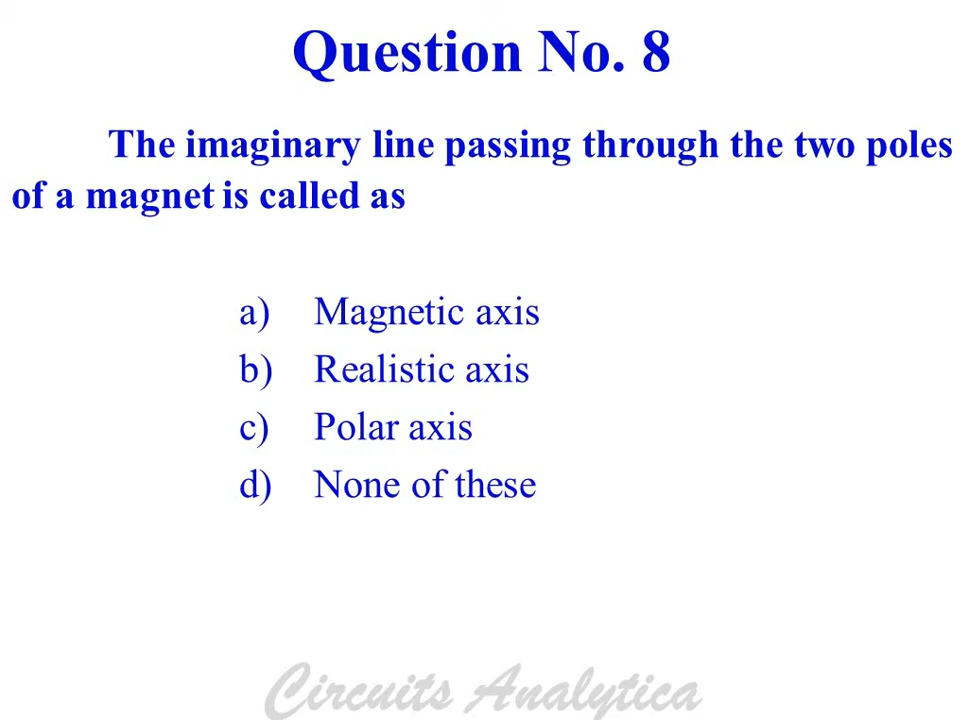 Question No. 8
The imaginary line passing through the two poles
of a magnet is called as
a) Magnetic axis
b) Realistic axis
c) Polar axis
d) None of these
Circuits Analytica